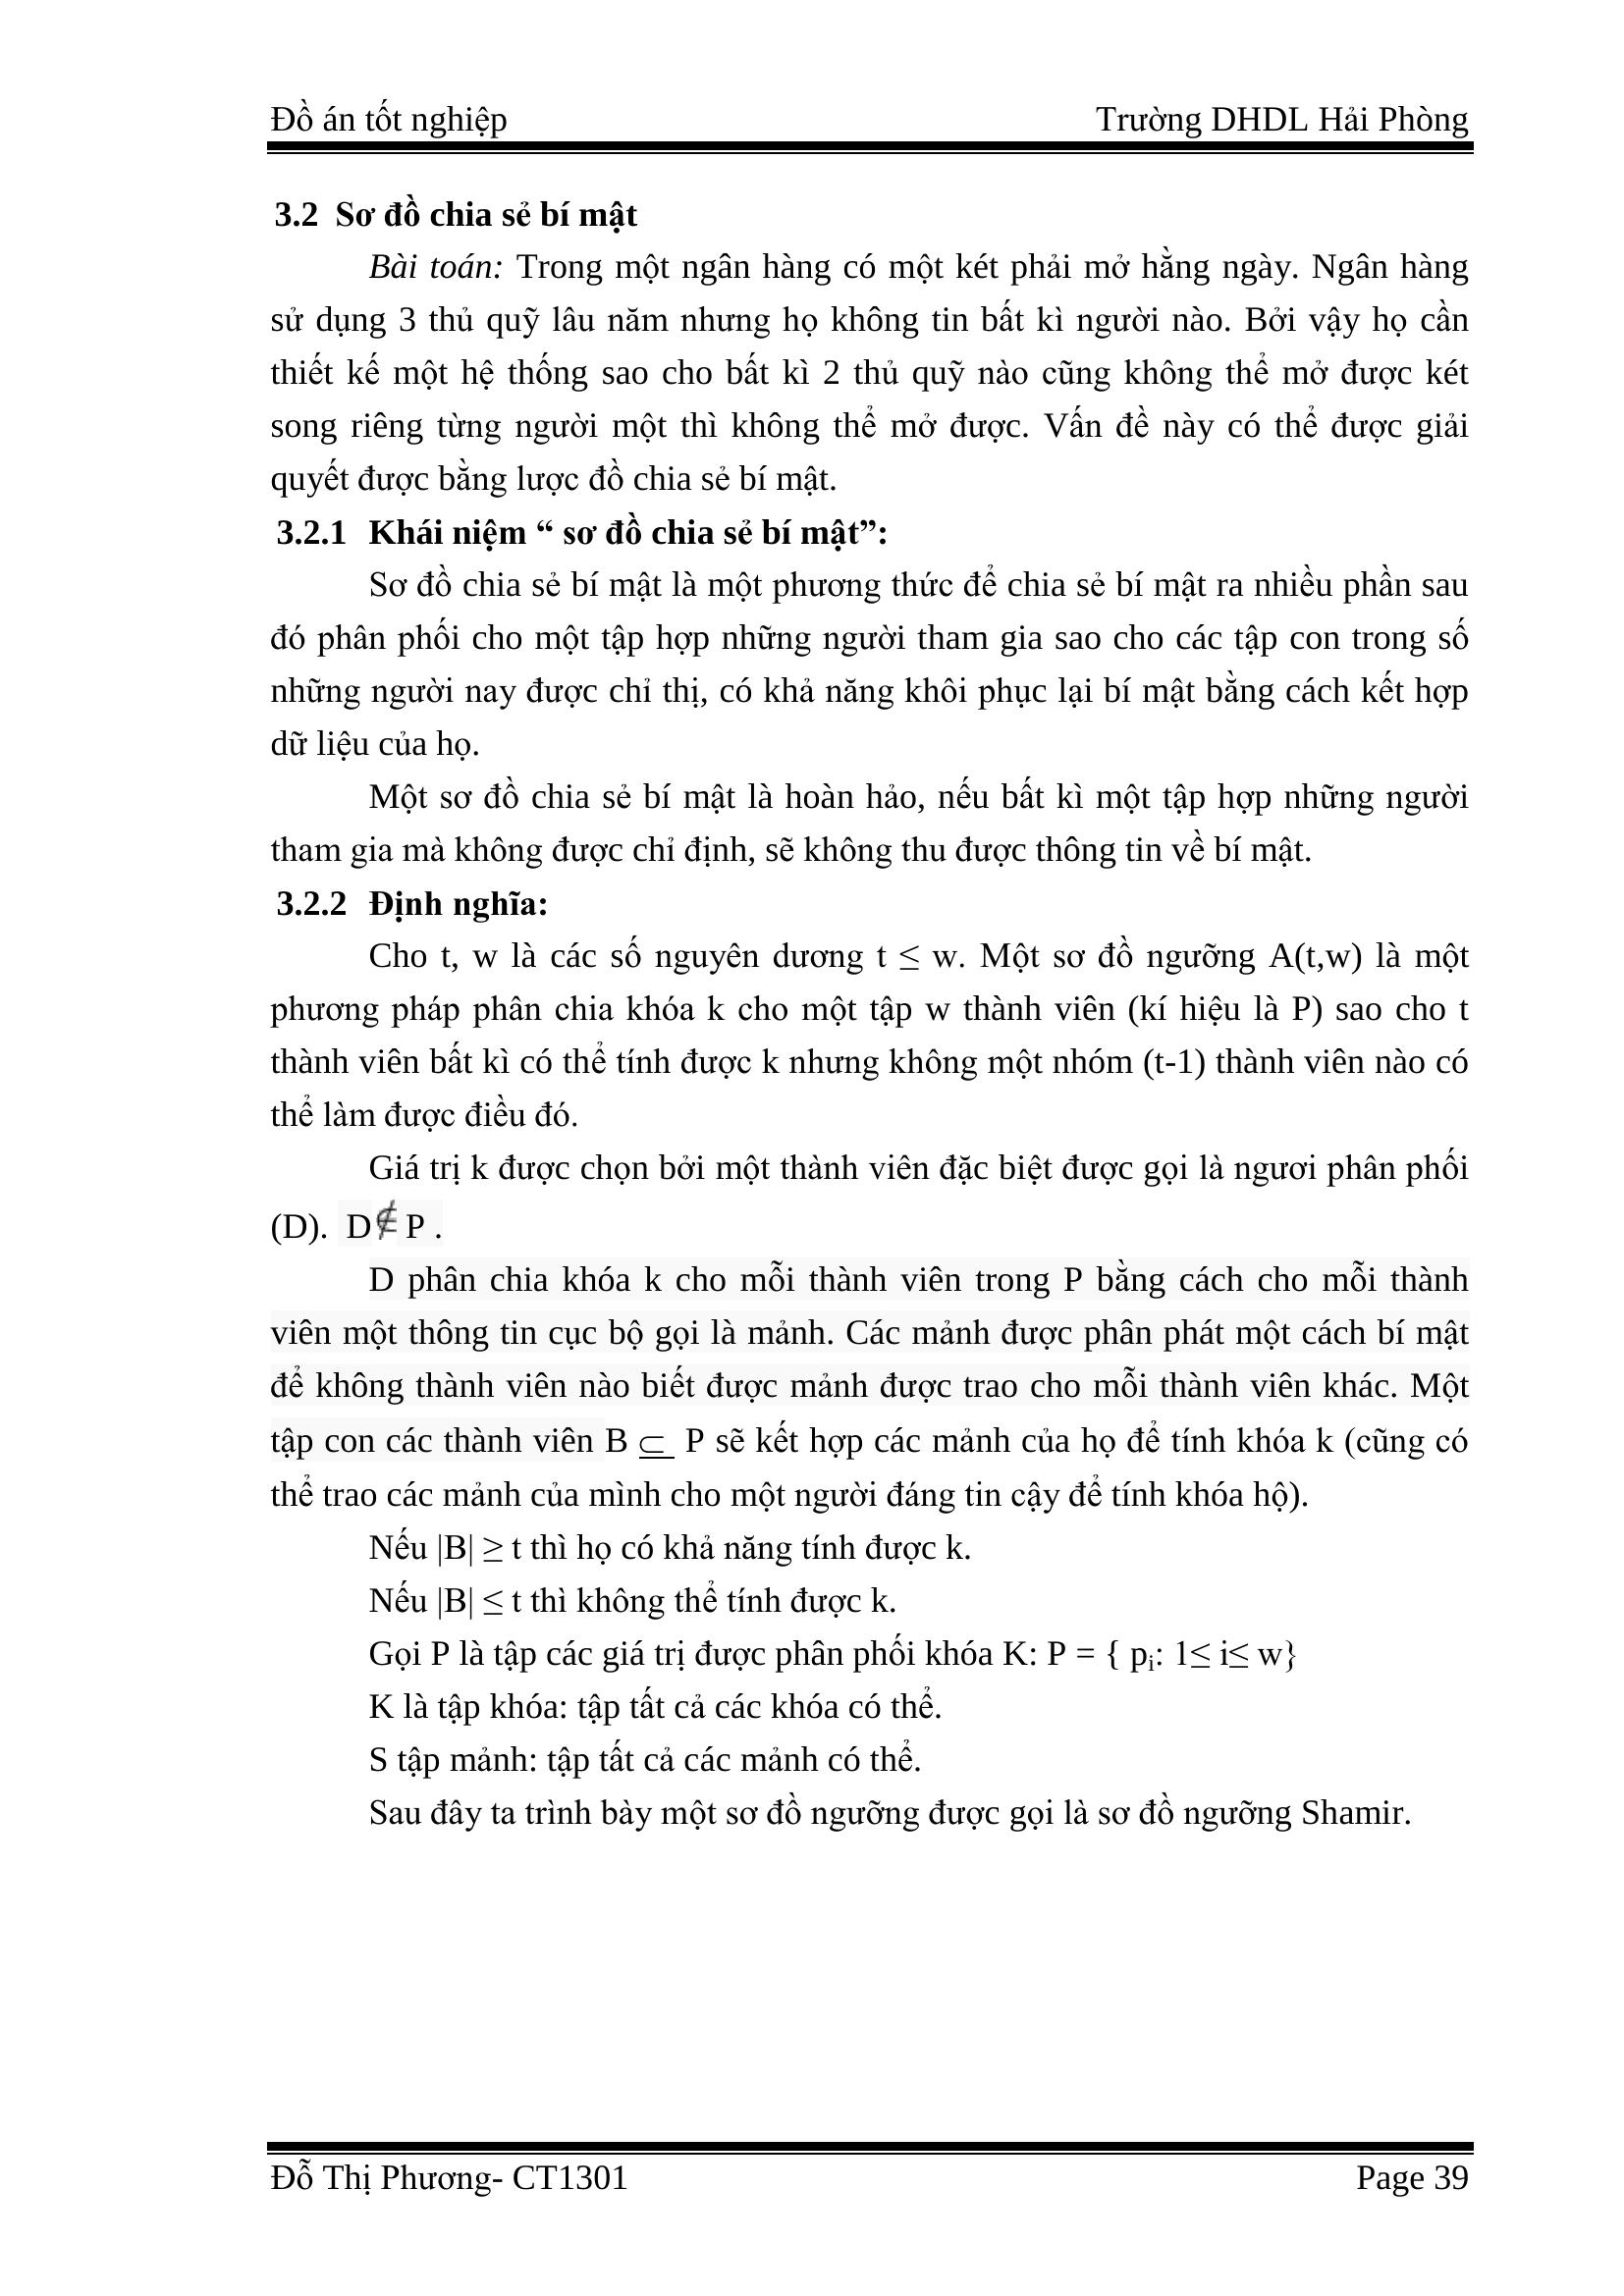 Đồ án tốt nghiệp Trường DHDL Hải Phòng
3.2 Sơ đồ chia sẻ bí mật
Bài toán: Trong một ngân hàng có một két phải mở hằng ngày. Ngân hàng
sử dụng 3 thủ quỹ lâu năm nhưng họ không tin bất kì người nào. Bởi vậy họ cần
thiết kế một hệ thống sao cho bất kì 2 thủ quỹ nào cũng không thể mở được két
song riêng từng người một thì không thể mở được. Vấn đề này có thể được giải
quyết được bằng lược đồ chia sẻ bí mật.
3.2.1 Khái niệm “ sơ đồ chia sẻ bí mật”:
Sơ đồ chia sẻ bí mật là một phương thức để chia sẻ bí mật ra nhiều phần sau
đó phân phối cho một tập hợp những người tham gia sao cho các tập con trong số
những người nay được chỉ thị, có khả năng khôi phục lại bí mật bằng cách kết hợp
dữ liệu của họ.
Một sơ đồ chia sẻ bí mật là hoàn hảo, nếu bất kì một tập hợp những người
tham gia mà không được chỉ định, sẽ không thu được thông tin về bí mật.
3.2.2 Định nghĩa:
Cho t, w là các số nguyên dương t ≤ w. Một sơ đồ ngưỡng A(t,w) là một
phương pháp phân chia khóa k cho một tập w thành viên (kí hiệu là P) sao cho t
thành viên bất kì có thể tính được k nhưng không một nhóm (t-1) thành viên nào có
thể làm được điều đó.
Giá trị k được chọn bởi một thành viên đặc biệt được gọi là ngươi phân phối
(D). D ∉ P .
D phân chia khóa k cho mỗi thành viên trong P bằng cách cho mỗi thành
viên một thông tin cục bộ gọi là mảnh. Các mảnh được phân phát một cách bí mật
để không thành viên nào biết được mảnh được trao cho mỗi thành viên khác. Một
tập con các thành viên B ⊆ P sẽ kết hợp các mảnh của họ để tính khóa k (cũng có
thể trao các mảnh của mình cho một người đáng tin cậy để tính khóa hộ).
Nếu |B| ≥ t thì họ có khả năng tính được k.
Nếu |B| ≤ t thì không thể tính được k.
Gọi P là tập các giá trị được phân phối khóa K: P = { pᵢ: 1≤ i≤ w}
K là tập khóa: tập tất cả các khóa có thể.
S tập mảnh: tập tất cả các mảnh có thể.
Sau đây ta trình bày một sơ đồ ngưỡng được gọi là sơ đồ ngưỡng Shamir.
Đỗ Thị Phương- CT1301 Page 39